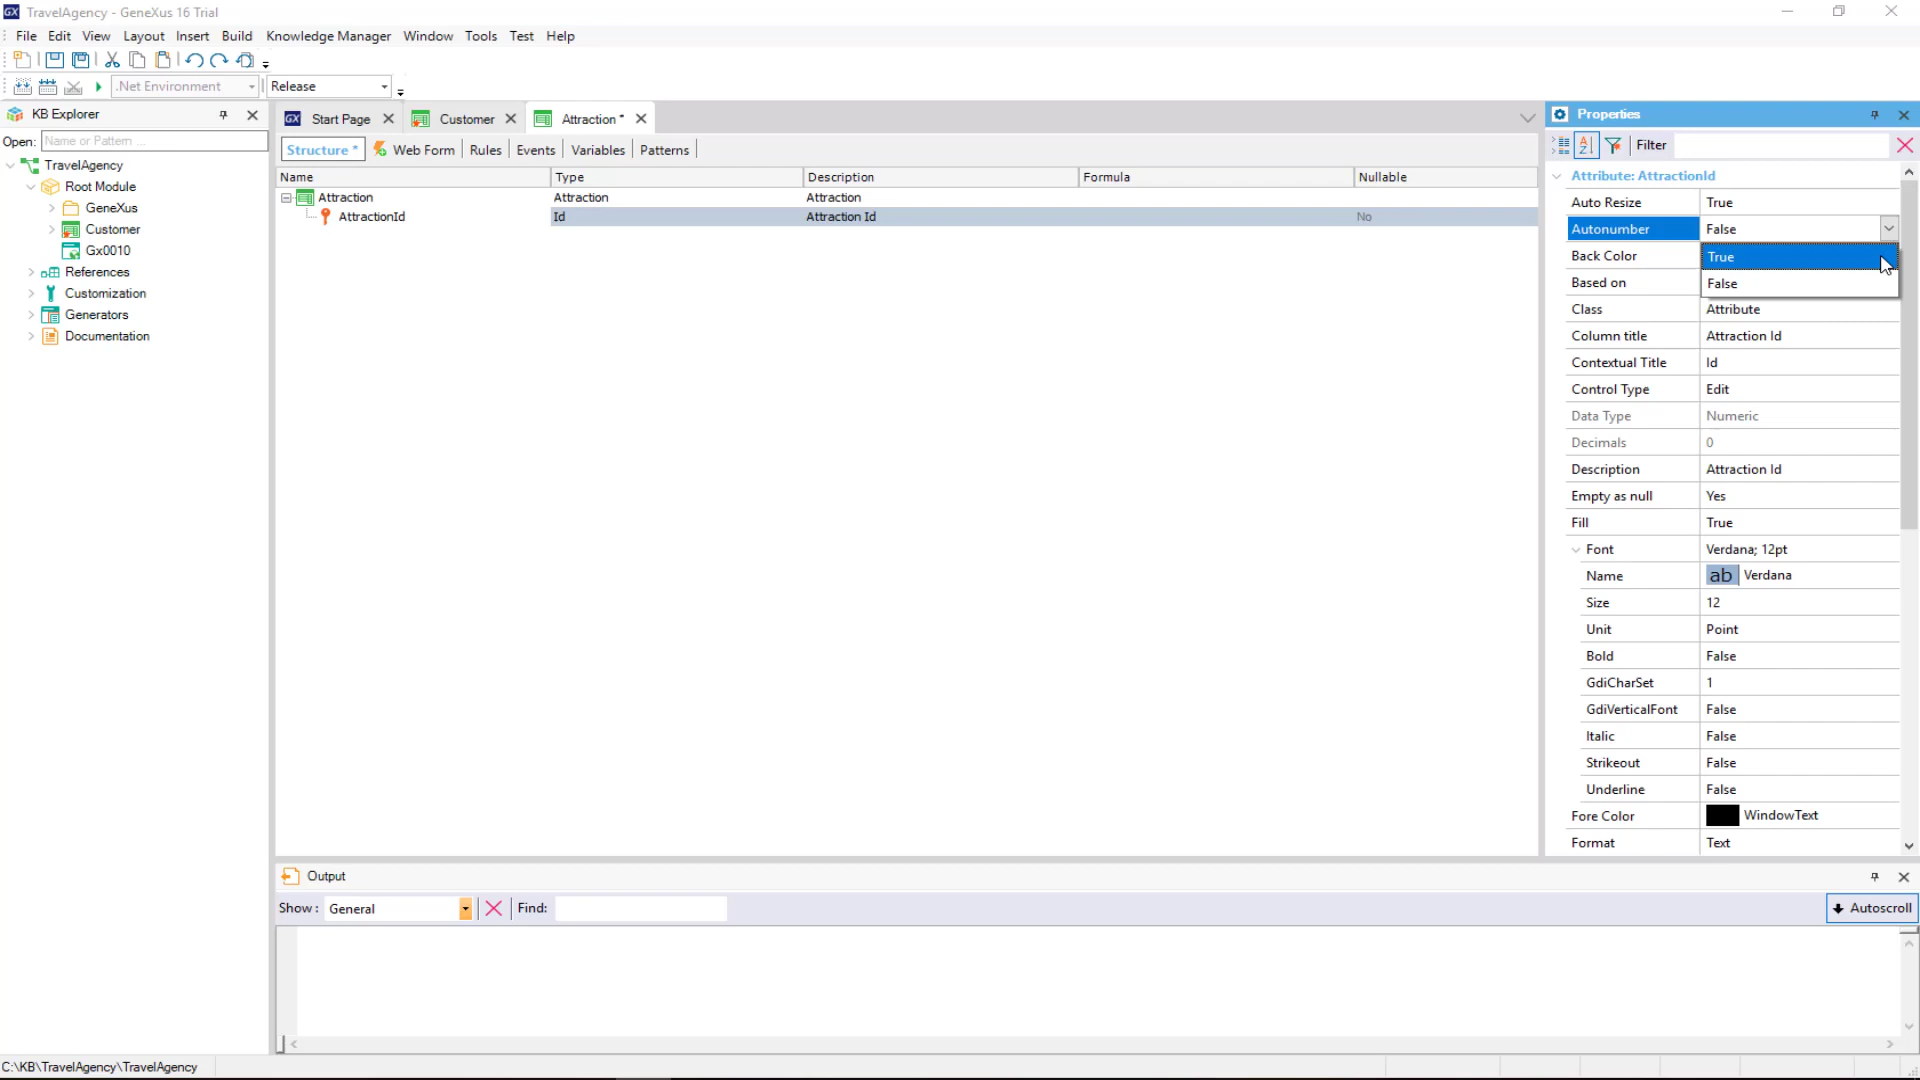 GX TravelAgency - GeneXus 16 Trial
File Edit View Layout Insert Build Knowledge Manager Window Tools Test Help
.Net Environment Release
KB Explorer
Open: Name or Pattern ...
TravelAgency
Root Module
GeneXus
Customer
Gx0010
References
Customization
Generators
Documentation
GX Start Page Customer Attraction *
Structure * Web Form Rules Events Variables Patterns
Name Type Description Formula Nullable
Attraction Attraction Attraction
AttractionId Id Attraction Id No
Properties
A Z Filter
Attribute: AttractionId
Auto Resize True
Autonumber False
Back Color True
Based on False
Class Attribute
Column title Attraction Id
Contextual Title Id
Control Type Edit
Data Type Numeric
Decimals 0
Description Attraction Id
Empty as null Yes
Fill True
Font Verdana; 12pt
Name ab Verdana
Size 12
Unit Point
Bold False
GdiCharSet 1
GdiVerticalFont False
Italic False
Strikeout False
Underline False
Fore Color WindowText
Format Text
Output
Show: General Find: Autoscroll
C:\KB\TravelAgency\TravelAgency